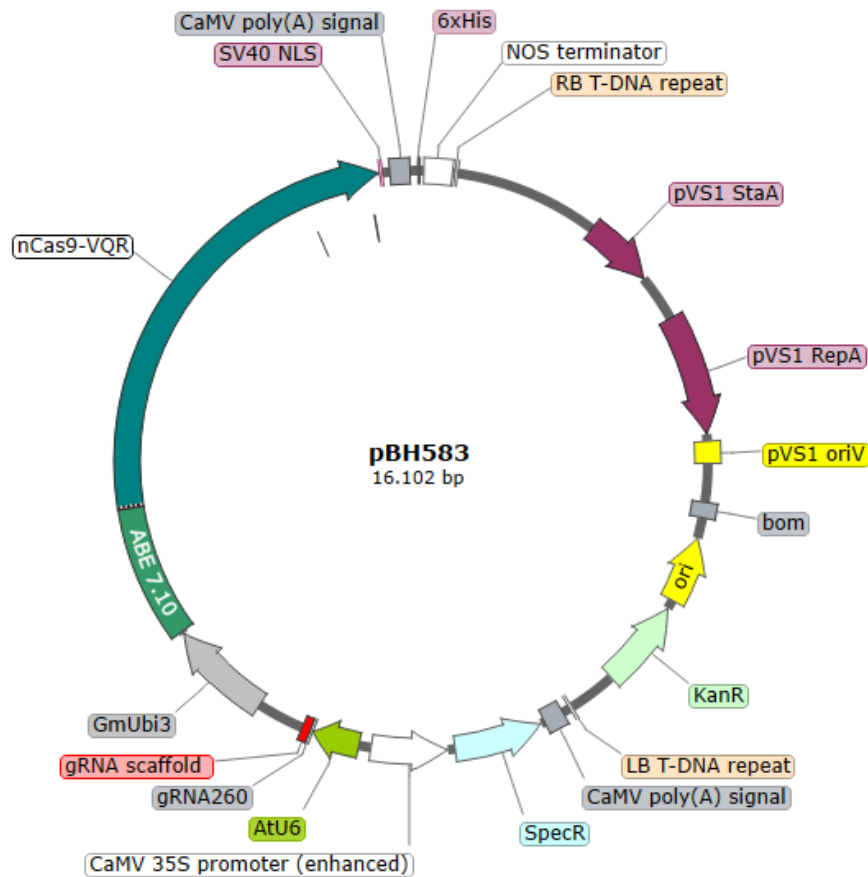 CaMV poly(A) signal
6xHis
SV40 NLS
NOS terminator
RB T-DNA repeat
pVS1 StaA
nCas9-VQR
pVS1 RepA
pBH583
16.102 bp
pVS1 oriV
bom
ori
ABE 7.10
KanR
GmUbi3
gRNA scaffold
LB T-DNA repeat
gRNA260
CaMV poly(A) signal
AtU6
SpecR
CaMV 35S promoter (enhanced)